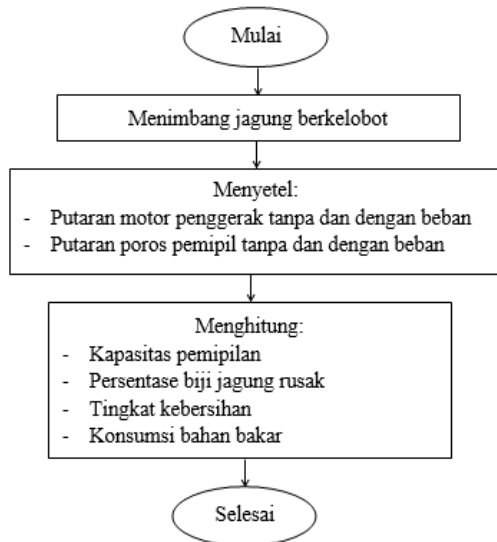 Mulai
Menimbang jagung berkelobot
Menyetel:
- Putaran motor penggerak tanpa dan dengan beban
- Putaran poros pemipil tanpa dan dengan beban
Menghitung:
- Kapasitas pemipilan
- Persentase biji jagung rusak
- Tingkat kebersihan
- Konsumsi bahan bakar
Selesai